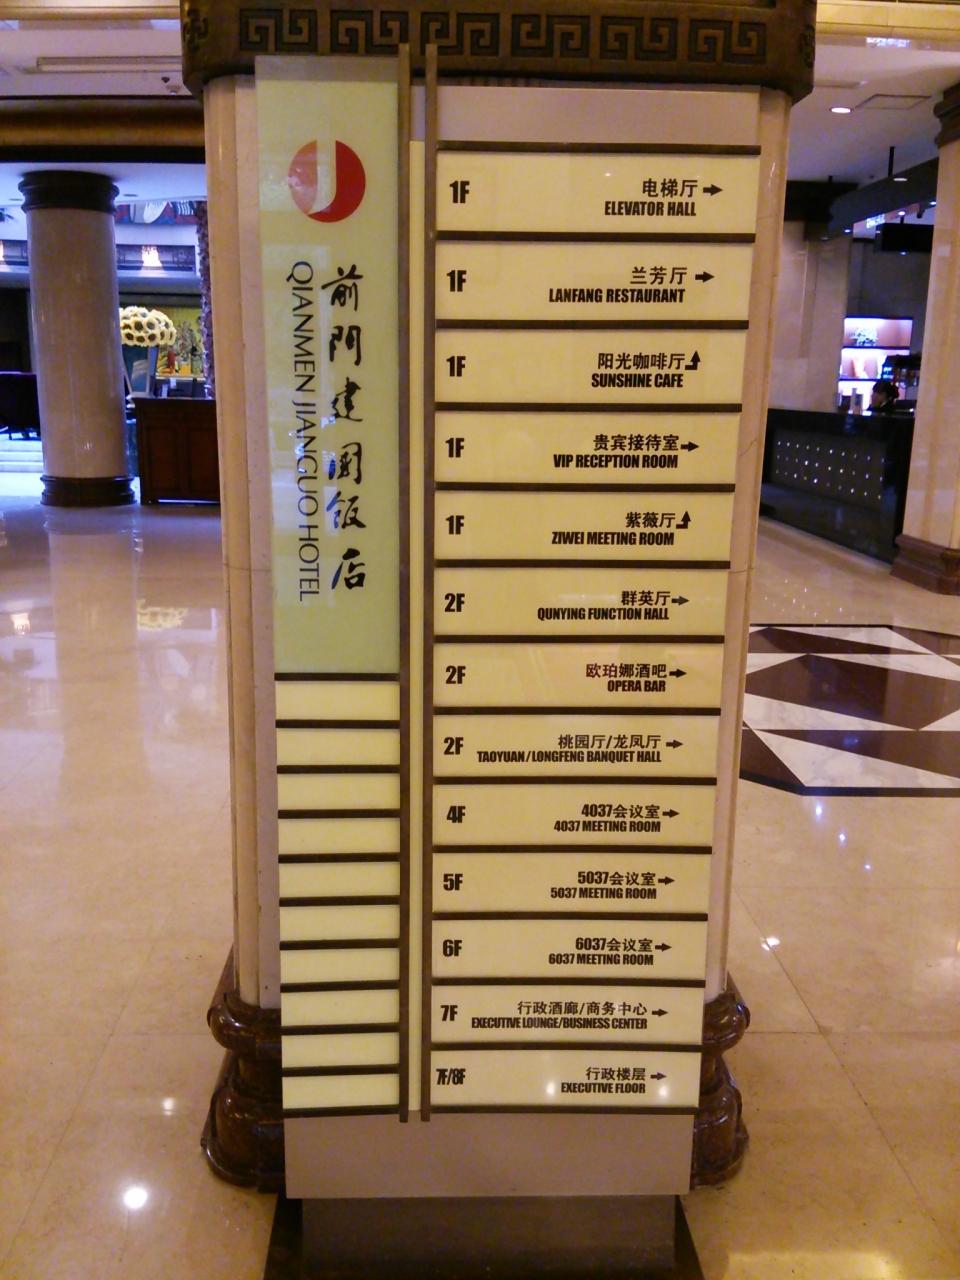 前門建國飯店
QIANMEN JIANGUO HOTEL
1F
电梯厅
ELEVATOR HALL
1F
兰芳厅
LANFANG RESTAURANT
1F
阳光咖啡厅
SUNSHINE CAFE
1F
贵宾接待室
VIP RECEPTION ROOM
1F
紫薇厅
ZIWEI MEETING ROOM
2F
群英厅
QUNYING FUNCTION HALL
2F
欧珀娜酒吧
OPERA BAR
2F
桃园厅/龙凤厅
TAOYUAN/LONGFENG BANQUET HALL
4F
4037会议室
4037 MEETING ROOM
5F
5037会议室
5037 MEETING ROOM
6F
6037会议室
6037 MEETING ROOM
7F
行政酒廊/商务中心
EXECUTIVE LOUNGE/BUSINESS CENTER
7F/8F
行政楼层
EXECUTIVE FLOOR